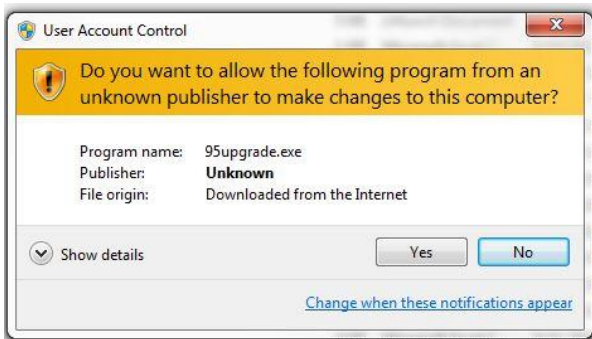 User Account Control
Do you want to allow the following program from an
unknown publisher to make changes to this computer?
Program name: 95upgrade.exe
Publisher: Unknown
File origin: Downloaded from the Internet
Show details
Yes
No
Change when these notifications appear